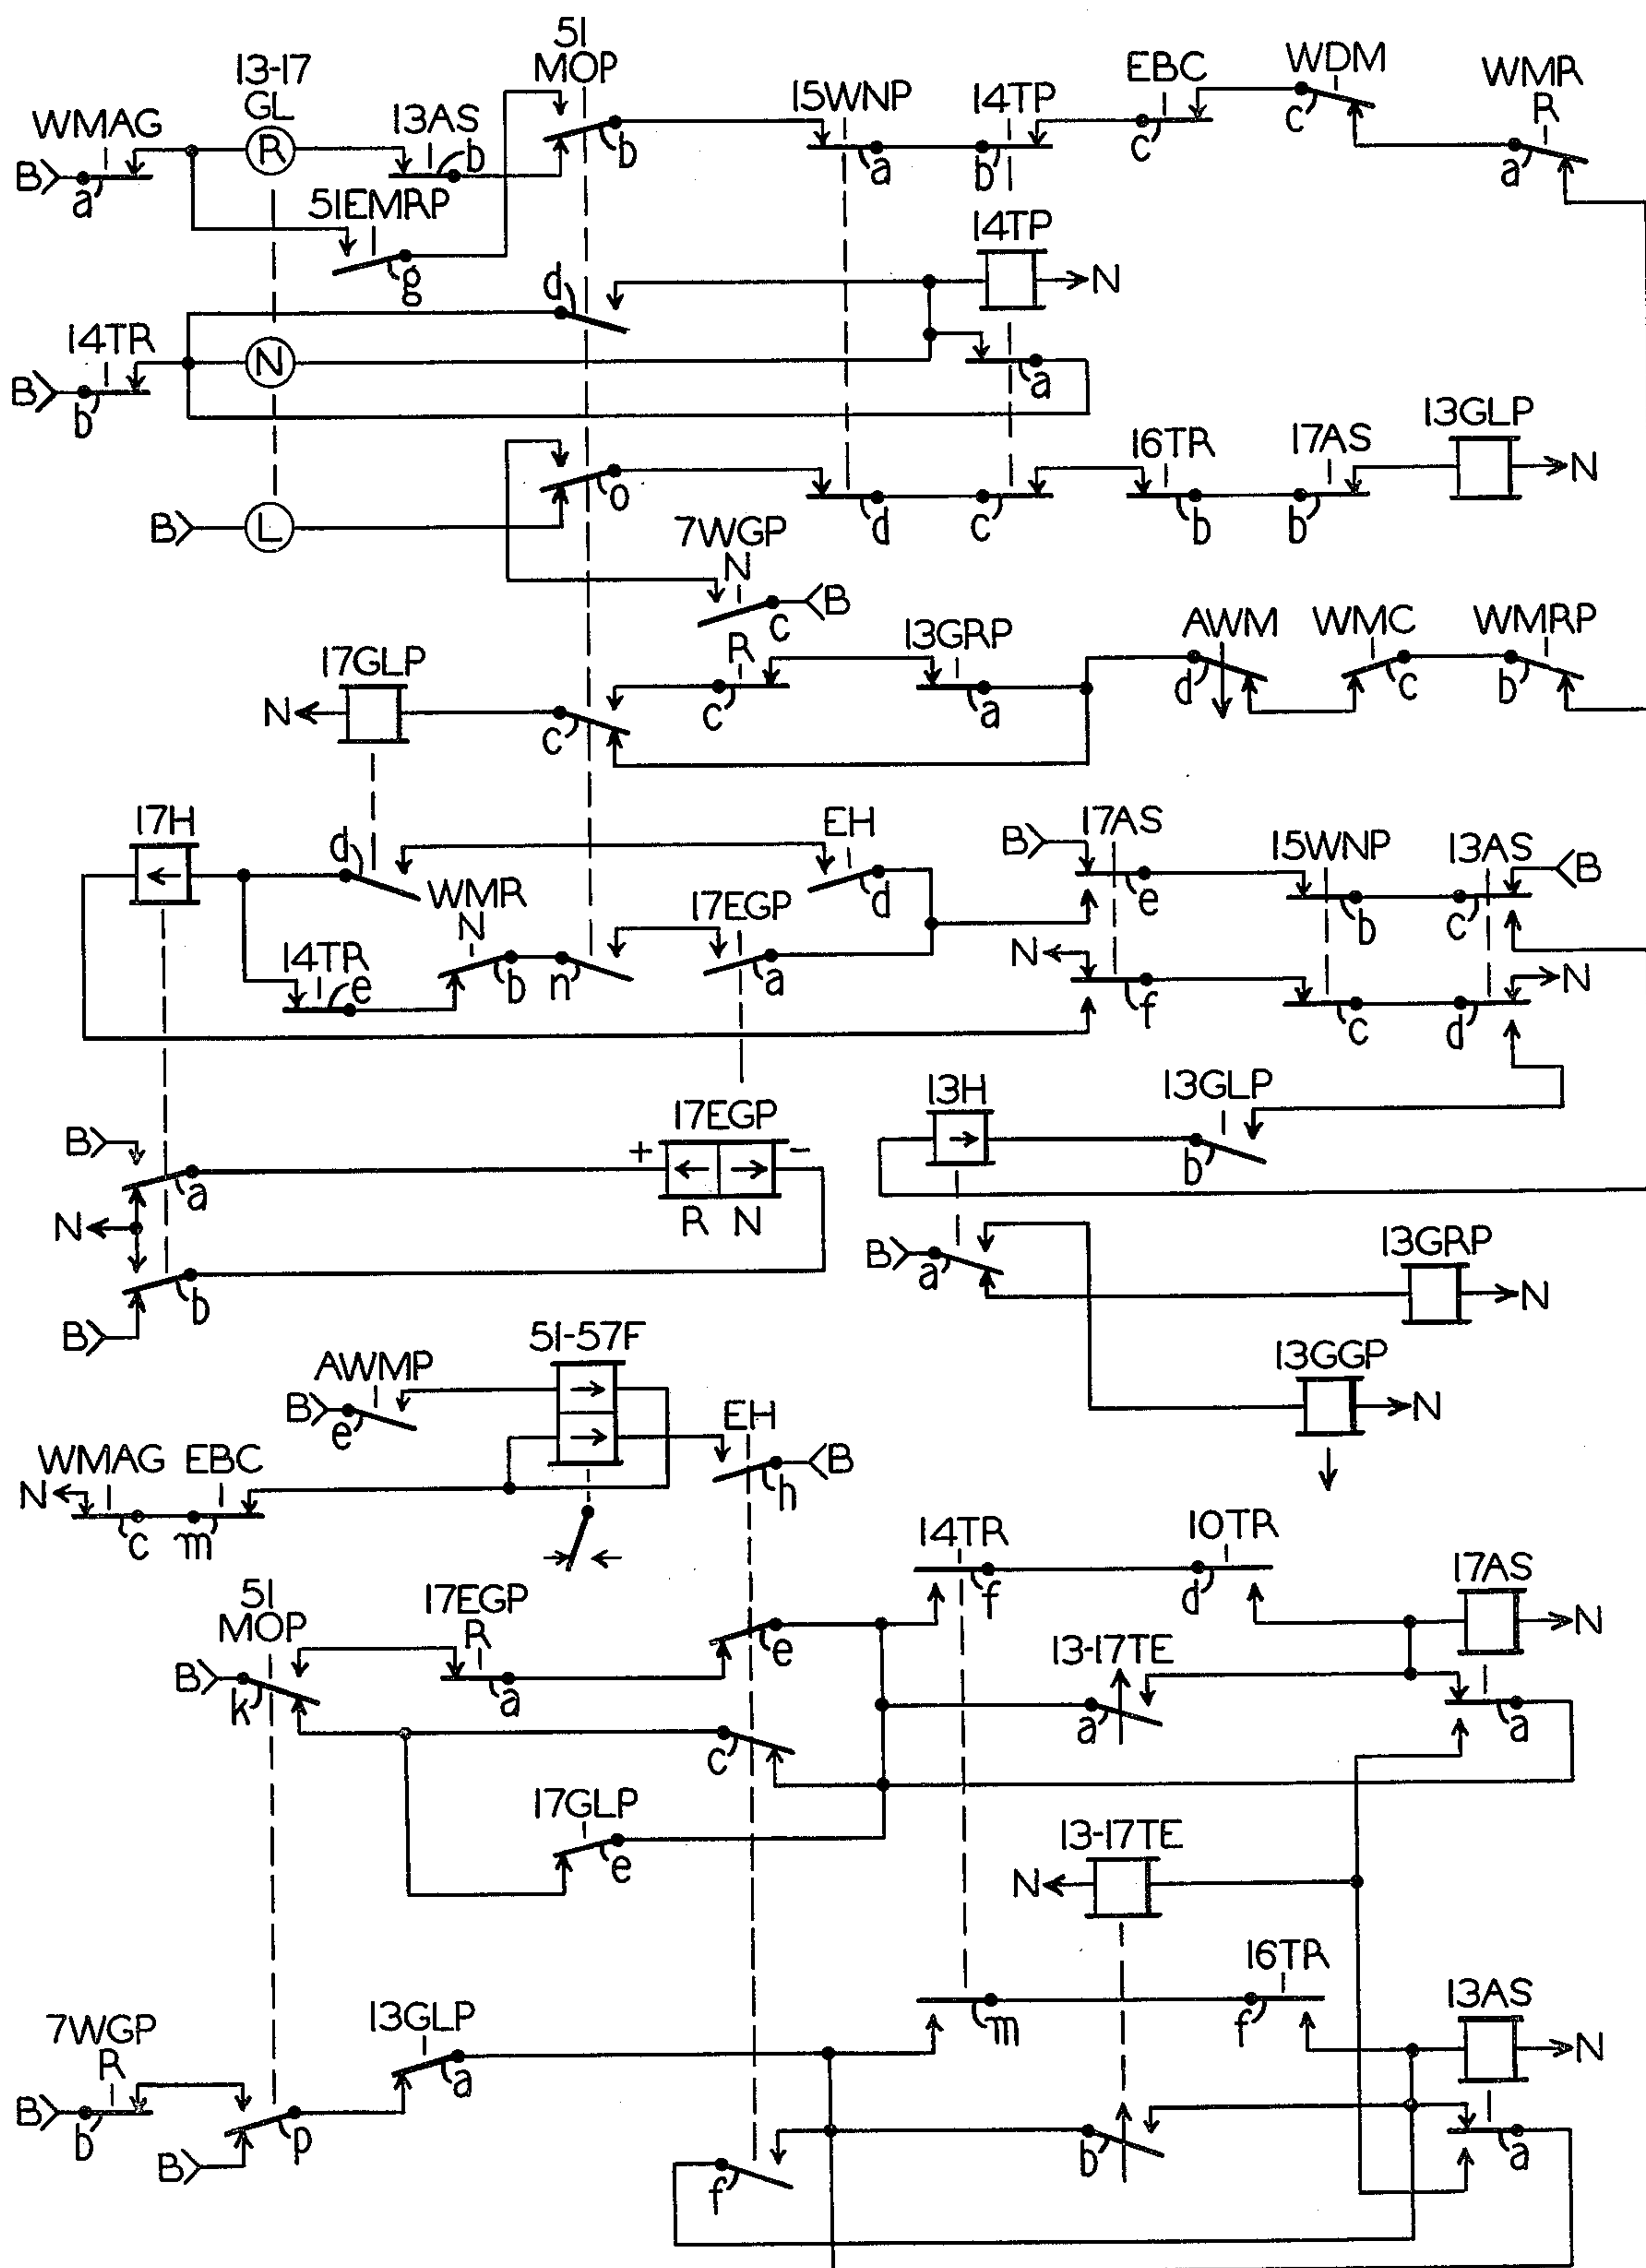 51
MOP
13-17
GL
WMAG
B
a
R
13AS
b
51EMRP
g
b
15WNP
a
14TP
b
EBC
c
WDM
c
WMR
R
a
14TP
N
d
14TR
B
b
N
a
B
L
o
d
c
16TR
b
17AS
b
13GLP
N
7WGP
N
c
B
R
c
13GRP
a
AWM
d
WMC
c
WMRP
b
17GLP
N
c
17H
d
WMR
N
b
n
EH
d
17EGP
a
14TR
e
B
17AS
e
N
f
15WNP
b
c
13AS
c
B
d
N
B
a
N
b
B
17EGP
+
-
R N
13H
13GLP
b
B
a
13GRP
N
13GGP
N
51-57F
AWMP
B
e
EH
h
B
WMAG
N
c
EBC
m
14TR
f
10TR
d
17AS
N
51
MOP
B
k
17EGP
R
a
e
13-17TE
a
a
c
17GLP
e
13-17TE
N
m
16TR
f
13AS
N
7WGP
R
B
b
B
p
13GLP
a
f
b
a